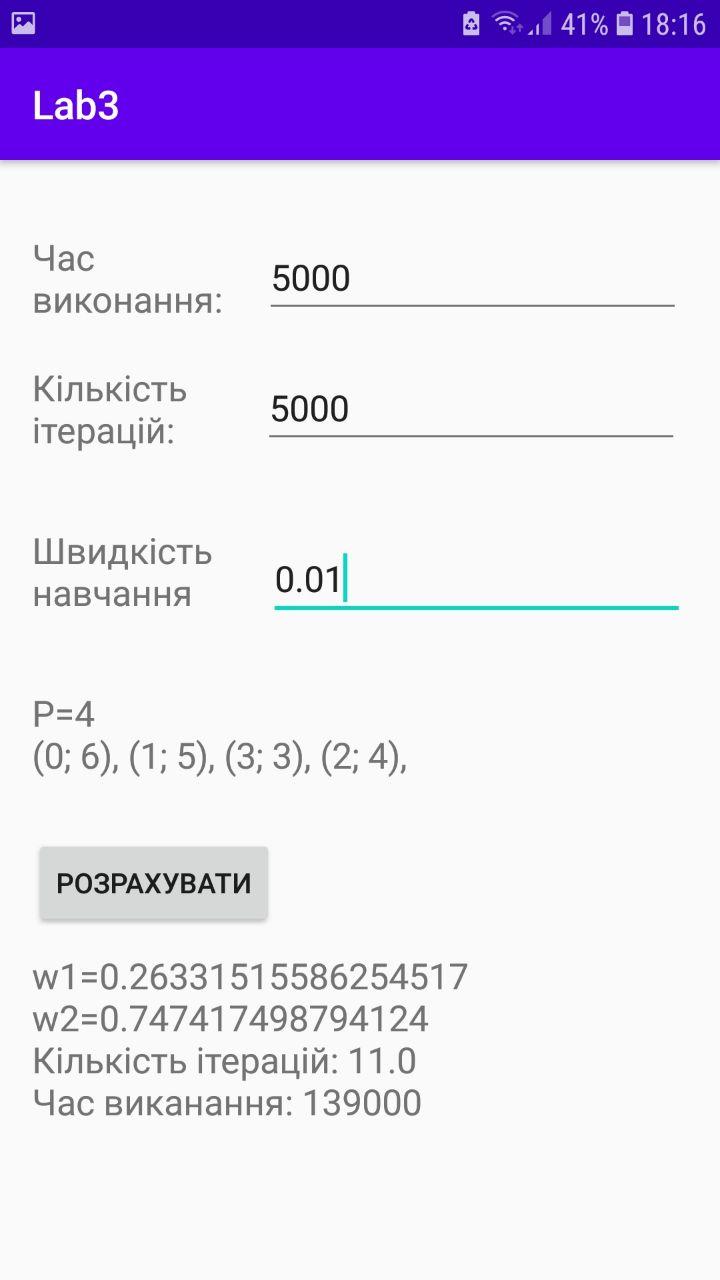 41% 18:16
Lab3
Час
виконання:
5000
Кількість
ітерацій:
5000
Швидкість
навчання
0.01
P=4
(0; 6), (1; 5), (3; 3), (2; 4),
РОЗРАХУВАТИ
w1=0.26331515586254517
w2=0.747417498794124
Кількість ітерацій: 11.0
Час виканання: 139000